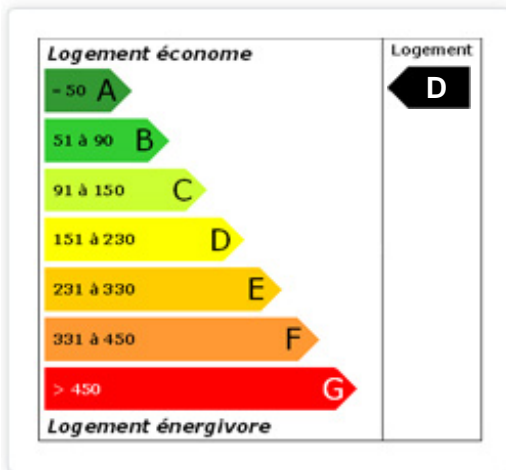 Logement économe
Logement
D
- 50 A
51 à 90 B
91 à 150 C
151 à 230 D
231 à 330 E
331 à 450 F
> 450 G
Logement énergivore